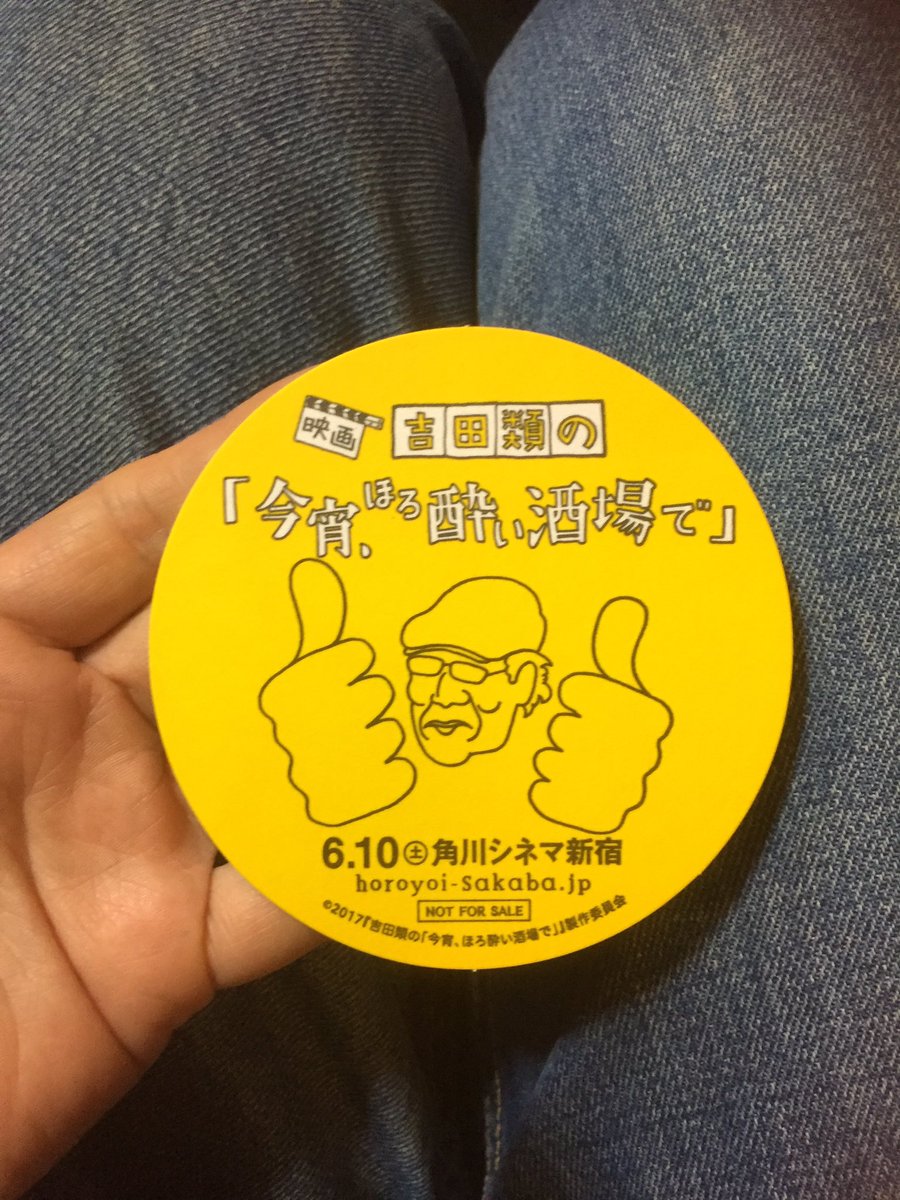 映画 吉田類の
「今宵、ほろ酔い酒場で」
6.10㊏角川シネマ新宿
horoyoi-Sakaba.jp
NOT FOR SALE
©2017『吉田類の「今宵、ほろ酔い酒場で」』製作委員会